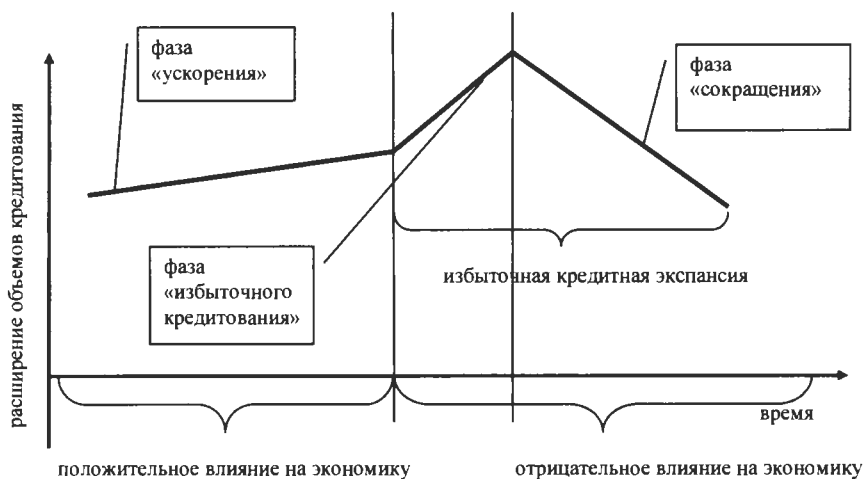 фаза
«ускорения»
фаза
«сокращения»
фаза
«избыточного
кредитования»
избыточная кредитная экспансия
расширение объемов кредитования
время
положительное влияние на экономику
отрицательное влияние на экономику